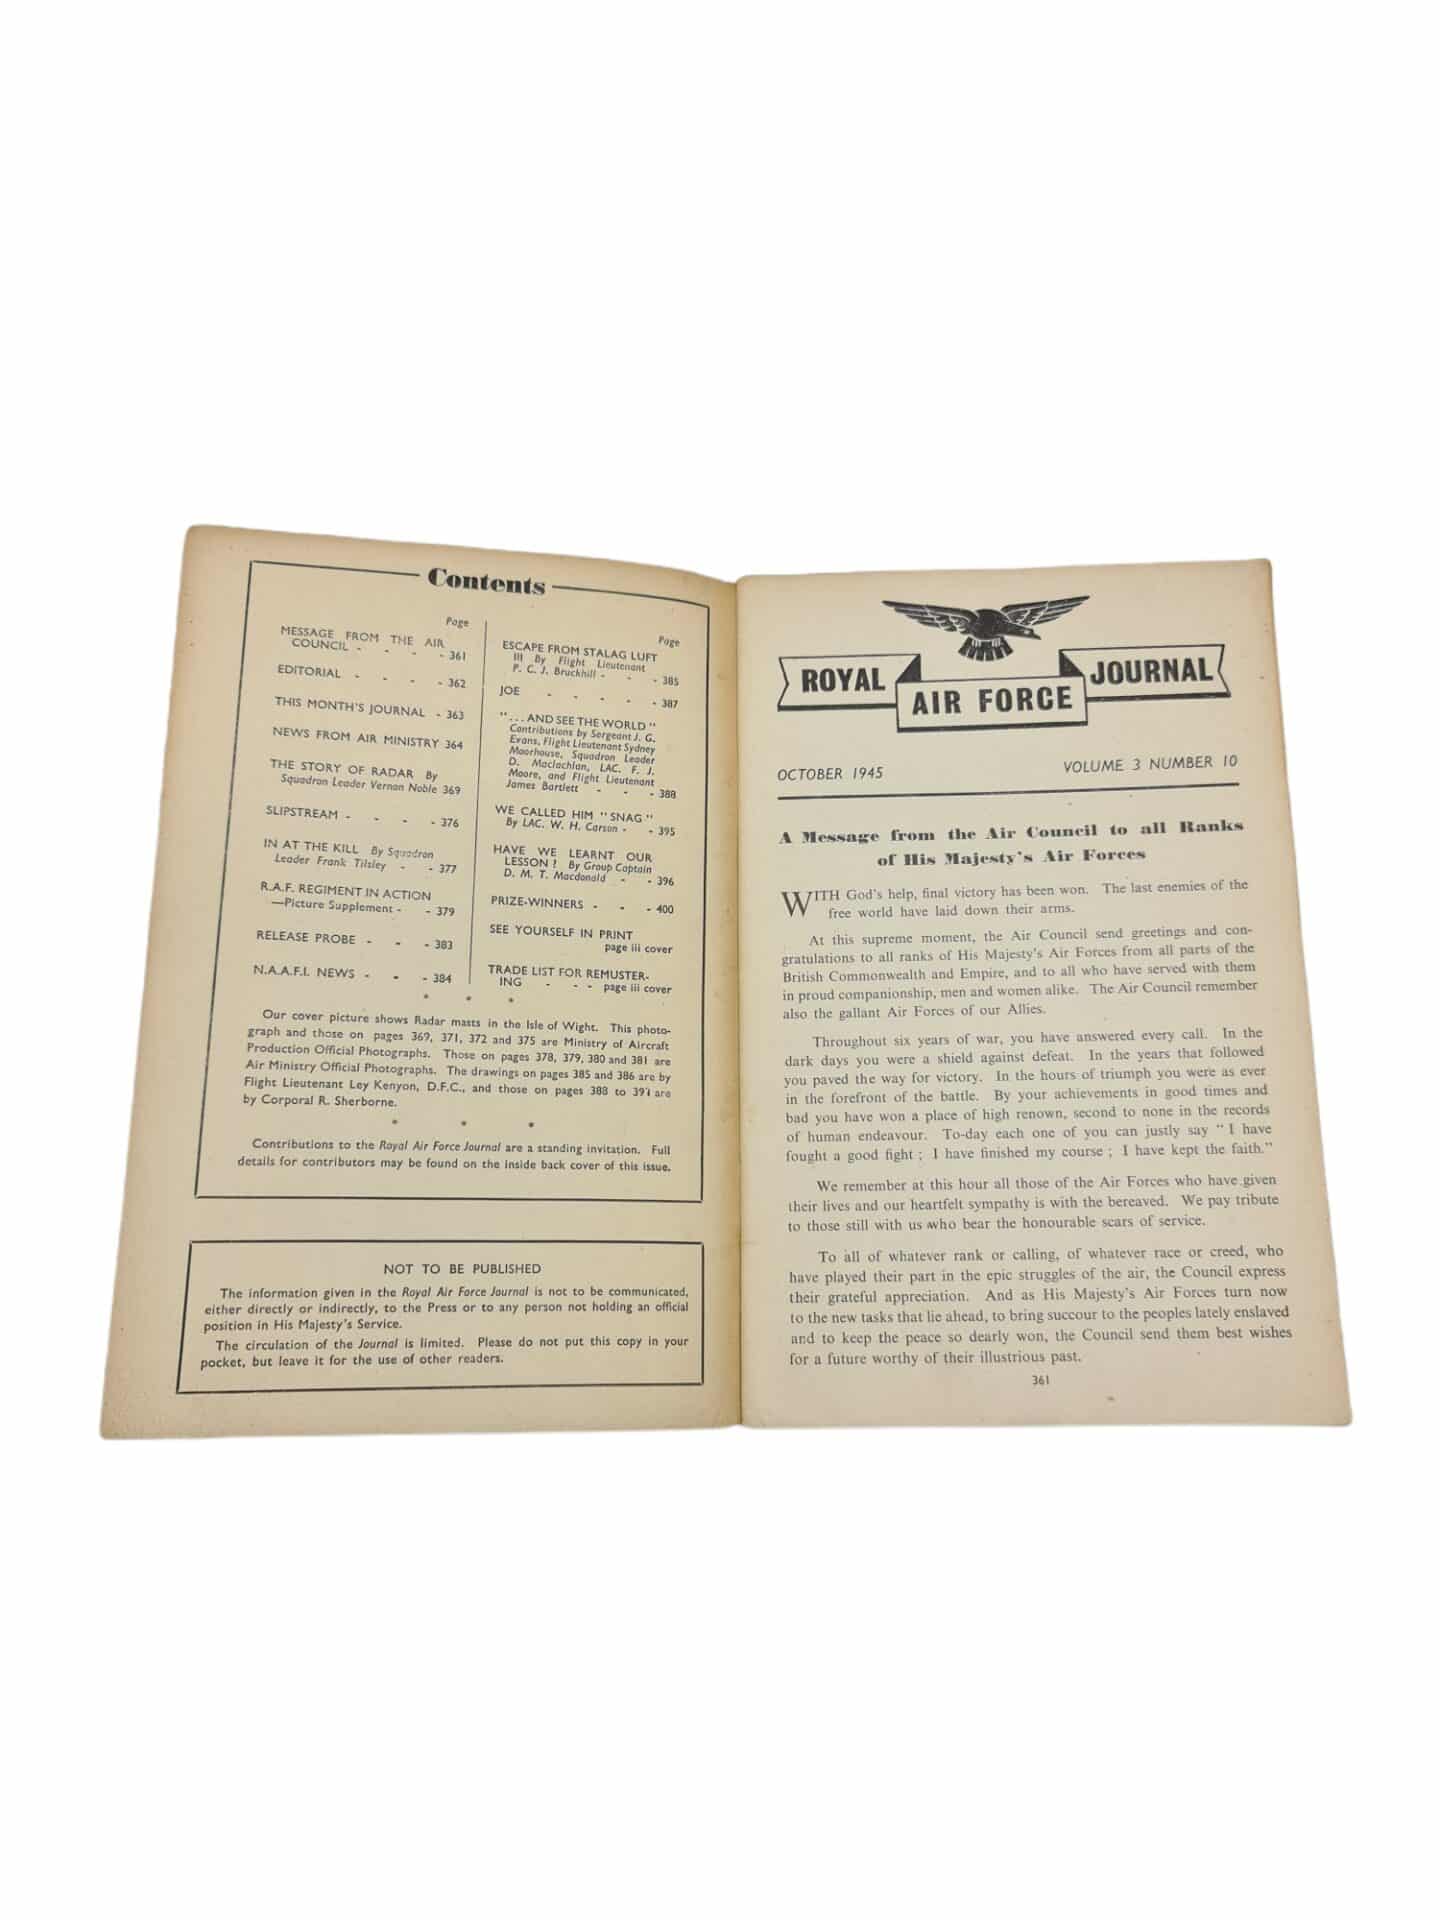 Contents
Page
MESSAGE FROM THE AIR
COUNCIL - - - - 361
EDITORIAL - - - - 362
THIS MONTH'S JOURNAL - 363
NEWS FROM AIR MINISTRY 364
THE STORY OF RADAR By
Squadron Leader Vernon Noble 369
SLIPSTREAM - - - - 376
IN AT THE KILL By Squadron
Leader Frank Tilsley - - 377
R.A.F. REGIMENT IN ACTION
—Picture Supplement - - 379
RELEASE PROBE - - - 383
N.A.A.F.I. NEWS - - - 384
Page
ESCAPE FROM STALAG LUFT
III By Flight Lieutenant
P. C. J. Bruckhill - - - 385
JOE - - - - - 387
"... AND SEE THE WORLD"
Contributions by Sergeant J. G.
Evans, Flight Lieutenant Sydney
Moorhouse, Squadron Leader
D. Maclachlan, LAC. F. J.
Moore, and Flight Lieutenant
James Bartlett - - - 388
WE CALLED HIM "SNAG"
By LAC. W. H. Carson - - 395
HAVE WE LEARNT OUR
LESSON? By Group Captain
D. M. T. Macdonald - - 396
PRIZE-WINNERS - - - 400
SEE YOURSELF IN PRINT
page iii cover
TRADE LIST FOR REMUSTER-
ING - - - page iii cover
* * *
Our cover picture shows Radar masts in the Isle of Wight. This photo-
graph and those on pages 369, 371, 372 and 375 are Ministry of Aircraft
Production Official Photographs. Those on pages 378, 379, 380 and 381 are
Air Ministry Official Photographs. The drawings on pages 385 and 386 are by
Flight Lieutenant Ley Kenyon, D.F.C., and those on pages 388 to 391 are
by Corporal R. Sherborne.
* * *
Contributions to the Royal Air Force Journal are a standing invitation. Full
details for contributors may be found on the inside back cover of this issue.
NOT TO BE PUBLISHED
The information given in the Royal Air Force Journal is not to be communicated,
either directly or indirectly, to the Press or to any person not holding an official
position in His Majesty's Service.
The circulation of the Journal is limited. Please do not put this copy in your
pocket, but leave it for the use of other readers.
ROYAL AIR FORCE JOURNAL
OCTOBER 1945 VOLUME 3 NUMBER 10
A Message from the Air Council to all Ranks
of His Majesty's Air Forces
WITH God's help, final victory has been won. The last enemies of the
free world have laid down their arms.
At this supreme moment, the Air Council send greetings and con-
gratulations to all ranks of His Majesty's Air Forces from all parts of the
British Commonwealth and Empire, and to all who have served with them
in proud companionship, men and women alike. The Air Council remember
also the gallant Air Forces of our Allies.
Throughout six years of war, you have answered every call. In the
dark days you were a shield against defeat. In the years that followed
you paved the way for victory. In the hours of triumph you were as ever
in the forefront of the battle. By your achievements in good times and
bad you have won a place of high renown, second to none in the records
of human endeavour. To-day each one of you can justly say "I have
fought a good fight; I have finished my course; I have kept the faith."
We remember at this hour all those of the Air Forces who have given
their lives and our heartfelt sympathy is with the bereaved. We pay tribute
to those still with us who bear the honourable scars of service.
To all of whatever rank or calling, of whatever race or creed, who
have played their part in the epic struggles of the air, the Council express
their grateful appreciation. And as His Majesty's Air Forces turn now
to the new tasks that lie ahead, to bring succour to the peoples lately enslaved
and to keep the peace so dearly won, the Council send them best wishes
for a future worthy of their illustrious past.
361